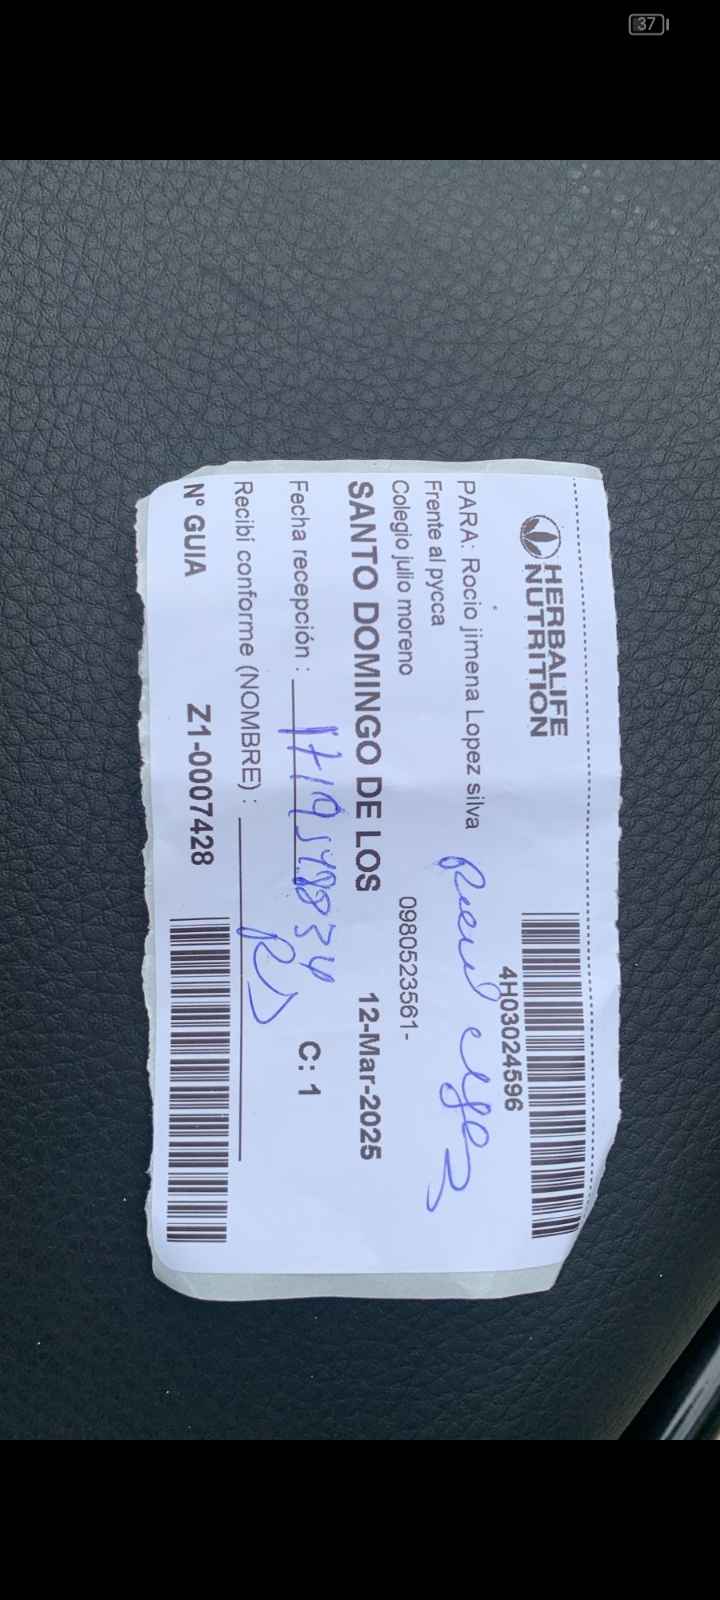 37
HERBALIFE
NUTRITION
4H03024596
PARA: Rocio jimena Lopez silva
Frente al pycca
Colegio julio moreno
0980523561-
SANTO DOMINGO DE LOS 12-Mar-2025
Fecha recepción : C: 1
Recibí conforme (NOMBRE) :
N° GUIA Z1-0007428